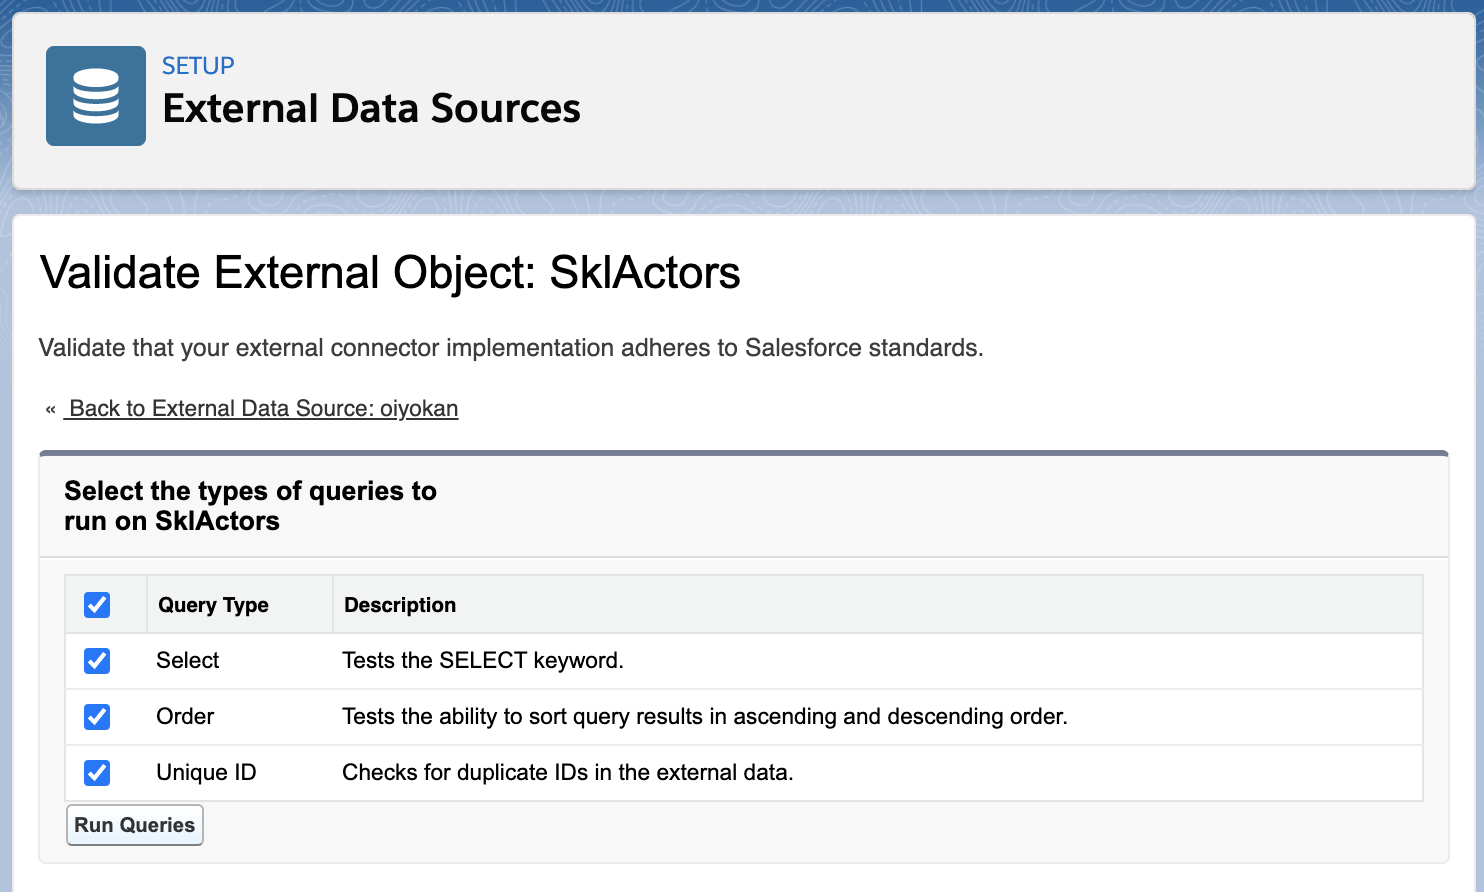 SETUP
External Data Sources
Validate External Object: SklActors
Validate that your external connector implementation adheres to Salesforce standards.
« Back to External Data Source: oiyokan
Select the types of queries to
run on SklActors
Query Type Description
Select Tests the SELECT keyword.
Order Tests the ability to sort query results in ascending and descending order.
Unique ID Checks for duplicate IDs in the external data.
Run Queries